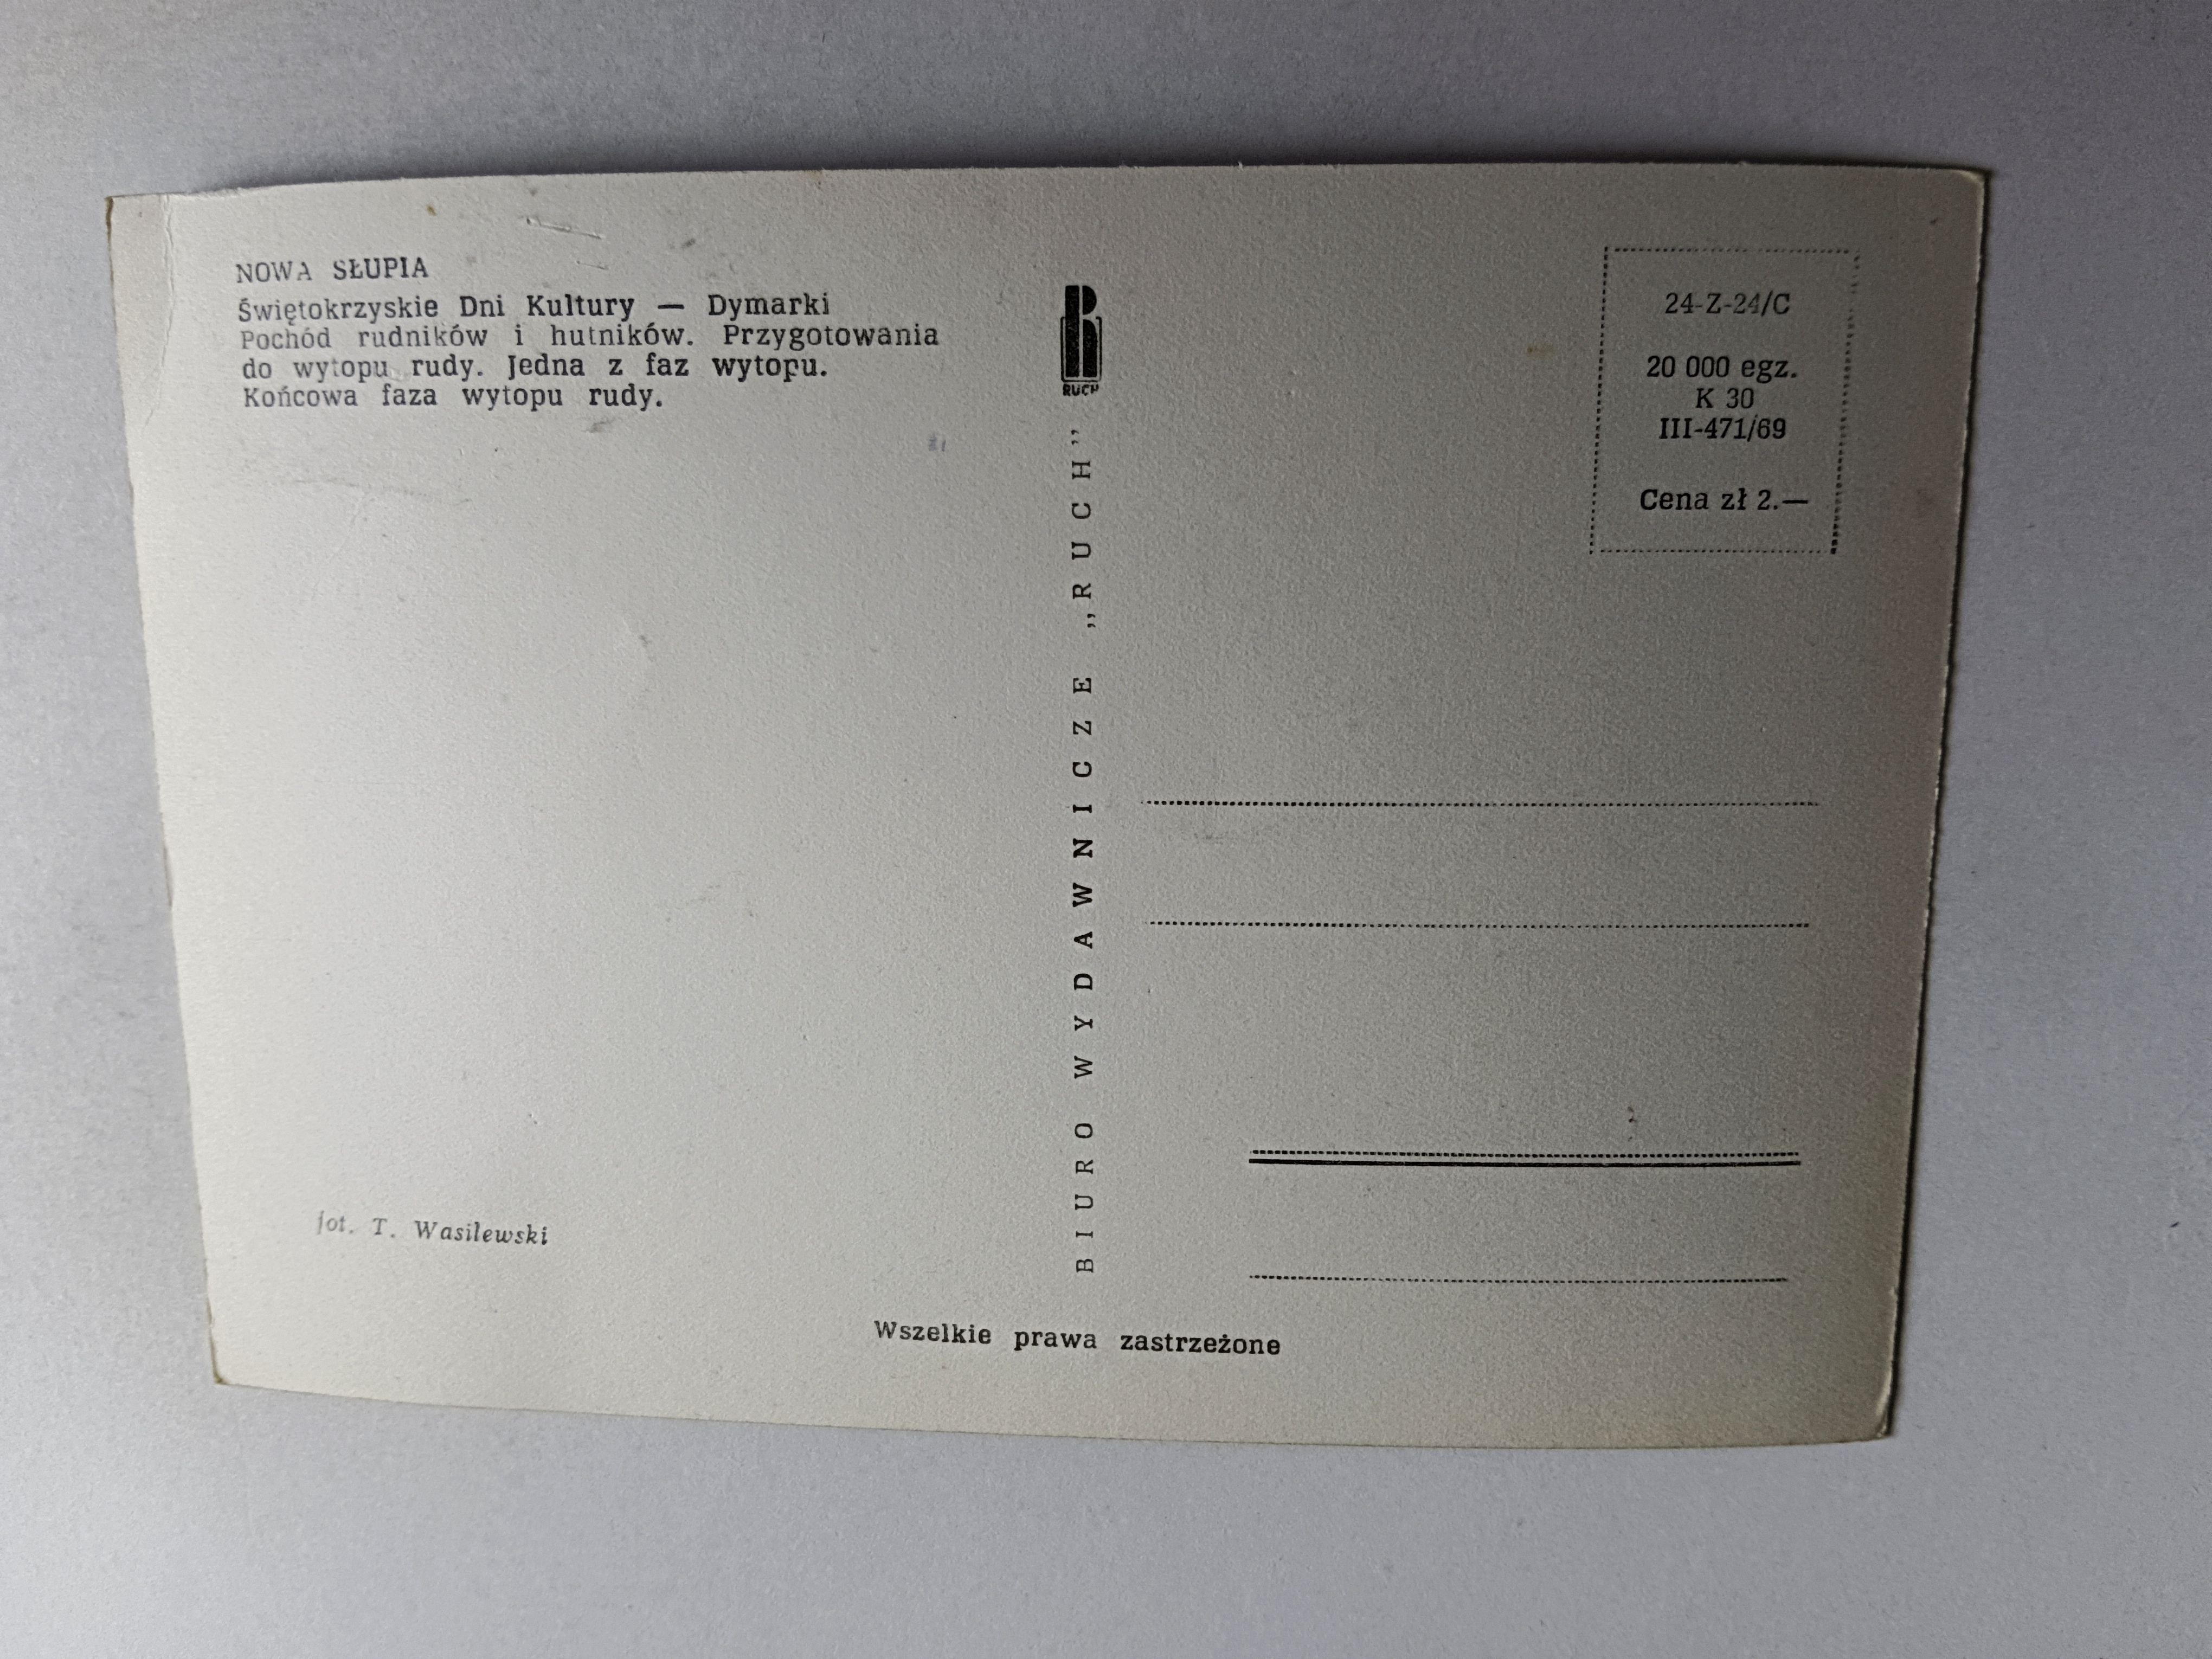 NOWA SŁUPIA
Świętokrzyskie Dni Kultury — Dymarki
Pochód rudników i hutników. Przygotowania
do wytopu rudy. Jedna z faz wytopu.
Końcowa faza wytopu rudy.
fot. T. Wasilewski
RUCH
BIURO WYDAWNICZE „RUCH”
24-Z-24/C
20 000 egz.
K 30
III-471/69
Cena zł 2.—
Wszelkie prawa zastrzeżone